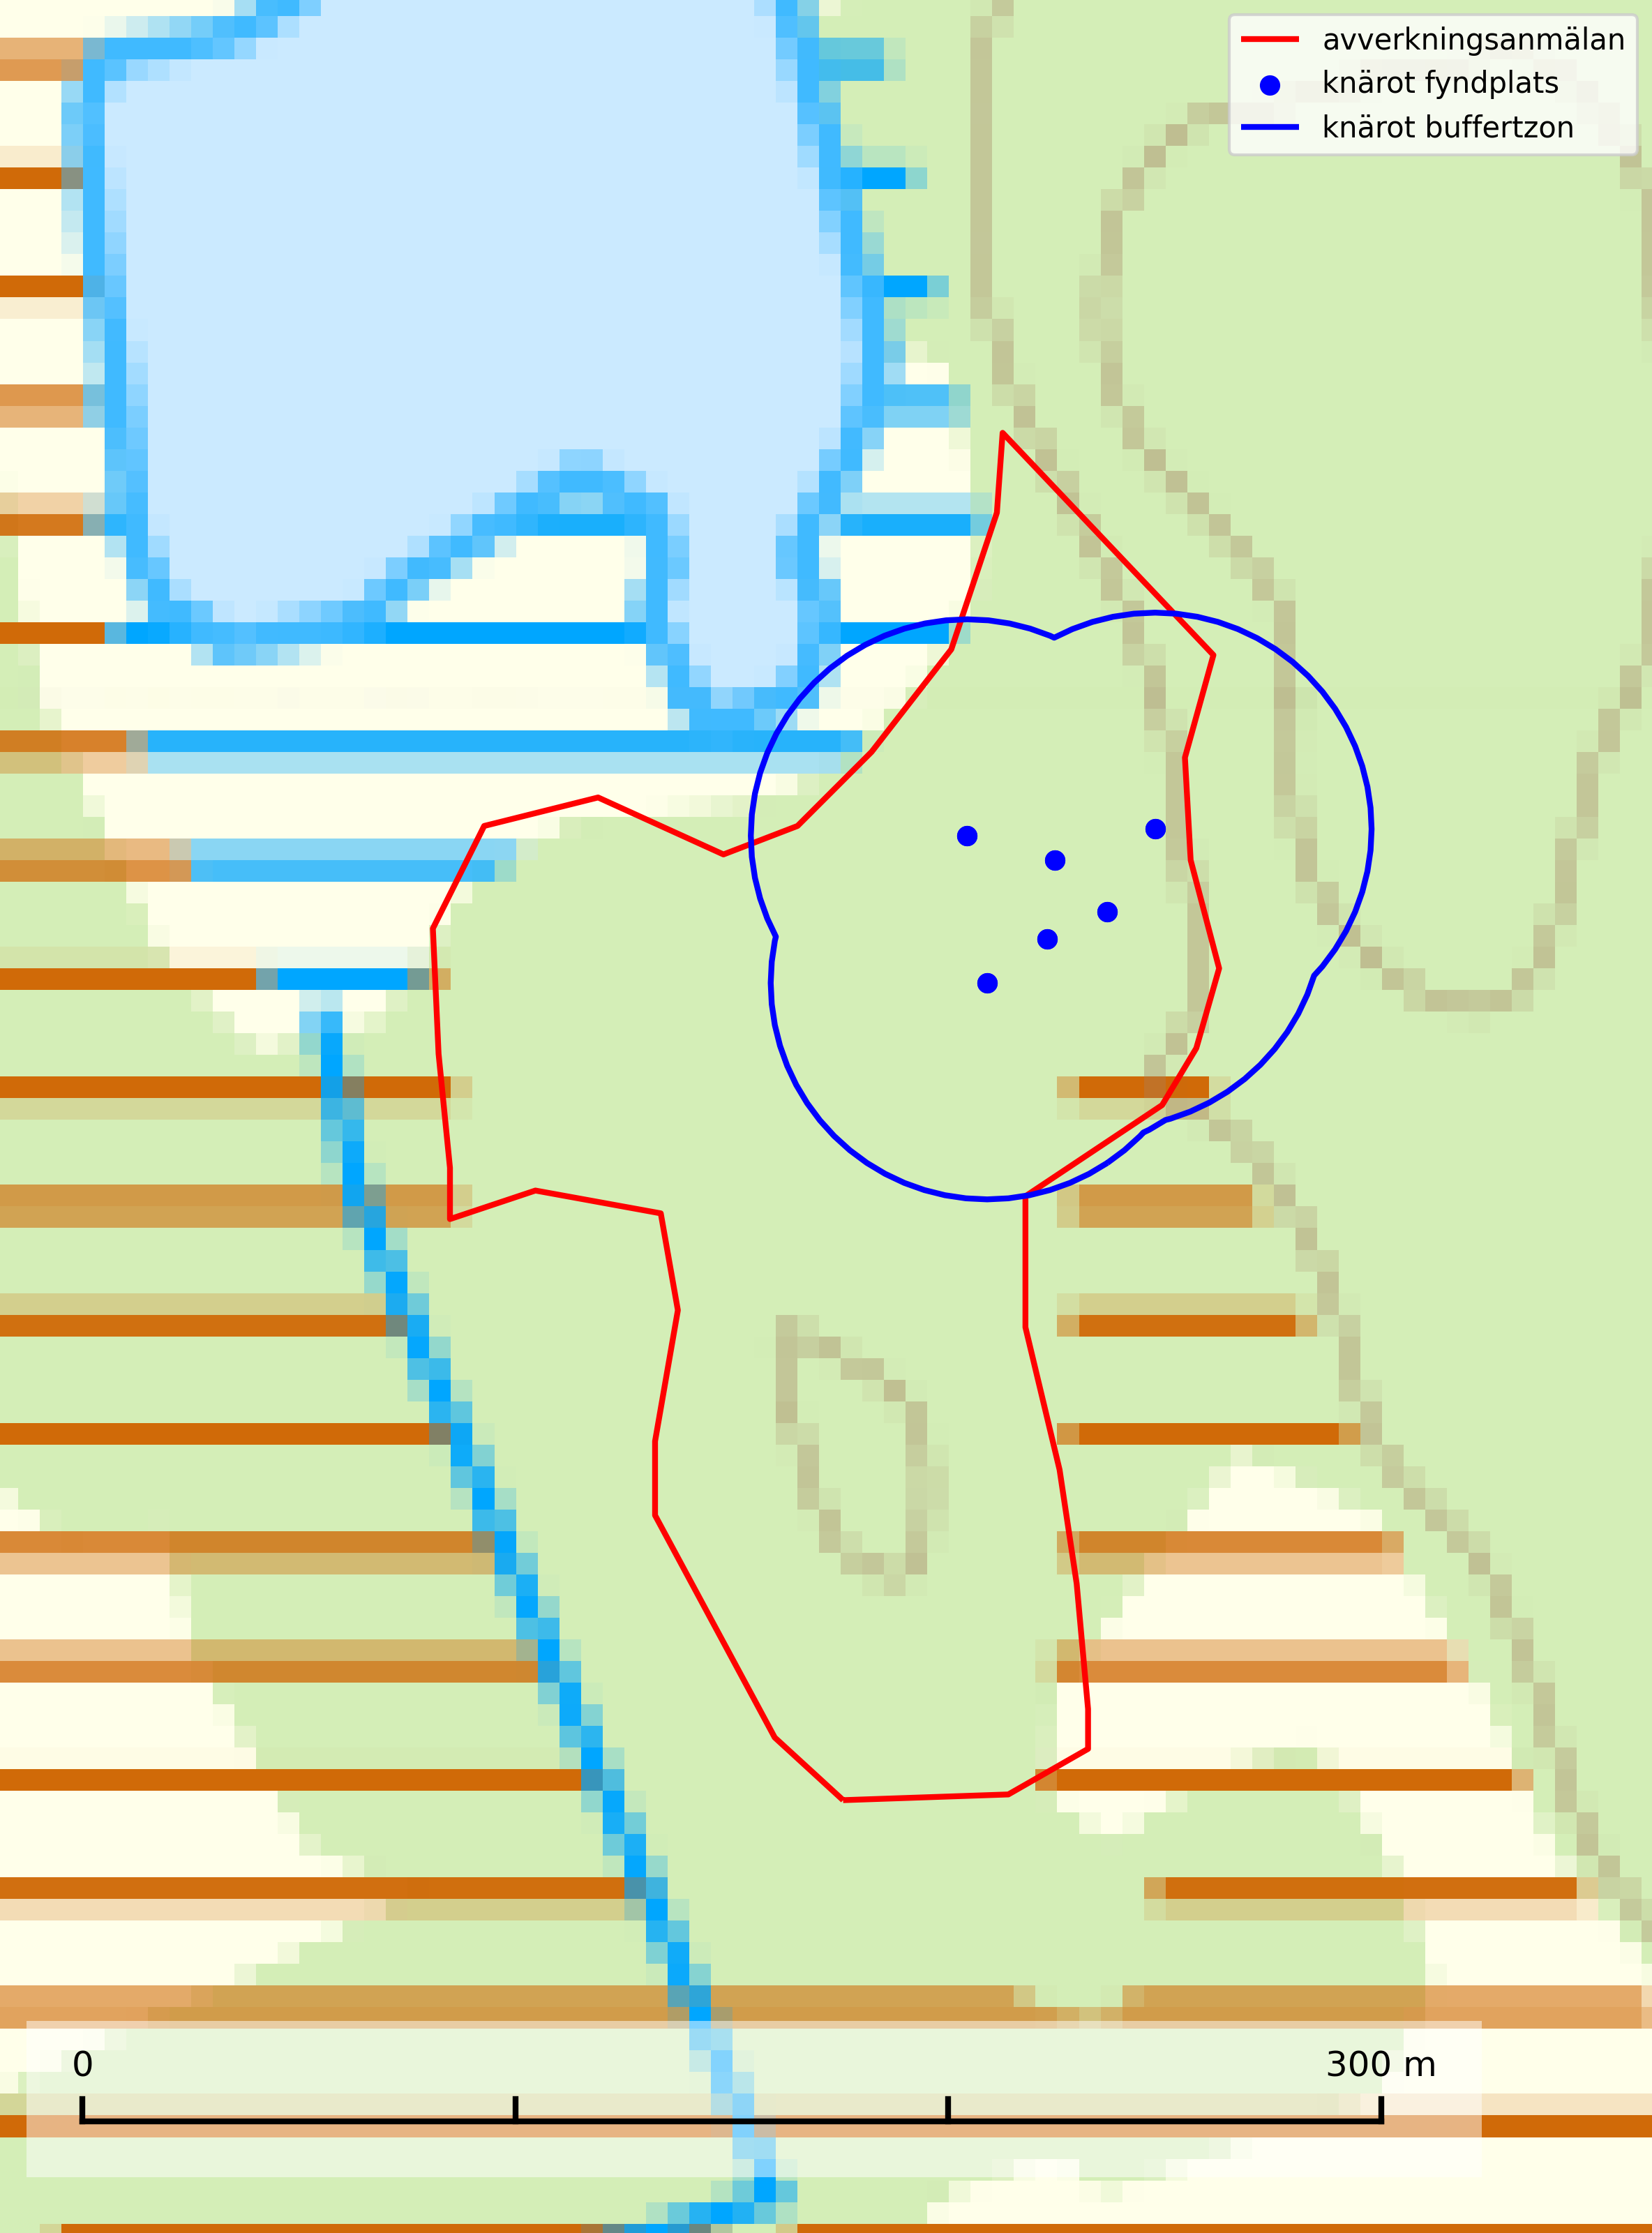 avverkningsanmälan
knärot fyndplats
knärot buffertzon
0
300 m